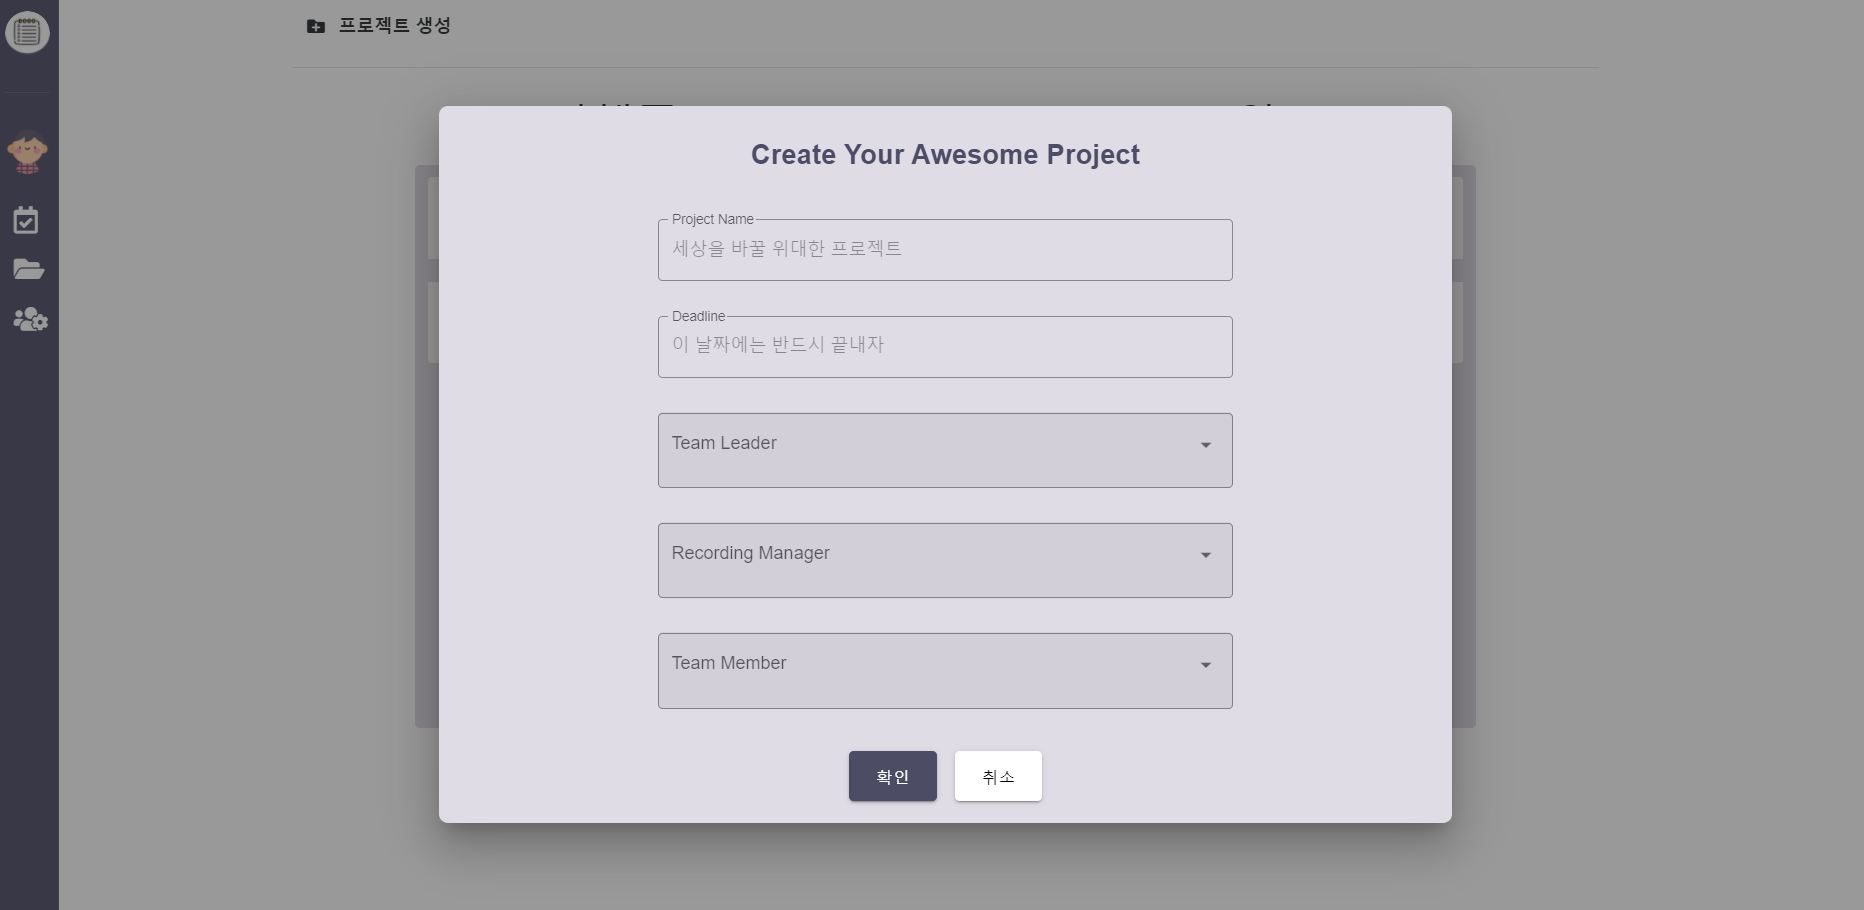 프로젝트 생성
Create Your Awesome Project
Project Name
세상을 바꿀 위대한 프로젝트
Deadline
이 날짜에는 반드시 끝내자
Team Leader
Recording Manager
Team Member
확인
취소